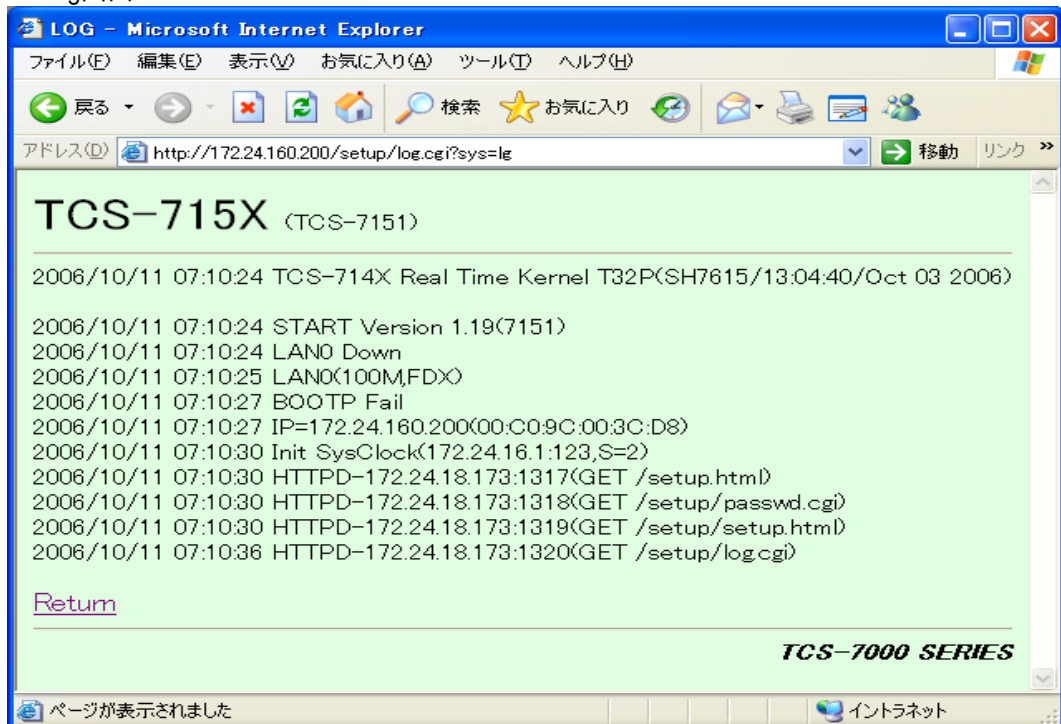 LOG - Microsoft Internet Explorer
ファイル(F) 編集(E) 表示(V) お気に入り(A) ツール(T) ヘルプ(H)
戻る 検索 お気に入り
アドレス(D) http://172.24.160.200/setup/log.cgi?sys=lg 移動 リンク »
TCS-715X (TCS-7151)
2006/10/11 07:10:24 TCS-714X Real Time Kernel T32P(SH7615/13:04:40/Oct 03 2006)
2006/10/11 07:10:24 START Version 1.19(7151)
2006/10/11 07:10:24 LAN0 Down
2006/10/11 07:10:25 LAN0(100M,FDX)
2006/10/11 07:10:27 BOOTP Fail
2006/10/11 07:10:27 IP=172.24.160.200(00:C0:9C:00:3C:D8)
2006/10/11 07:10:30 Init SysClock(172.24.16.1:123,S=2)
2006/10/11 07:10:30 HTTPD-172.24.18.173:1317(GET /setup.html)
2006/10/11 07:10:30 HTTPD-172.24.18.173:1318(GET /setup/passwd.cgi)
2006/10/11 07:10:30 HTTPD-172.24.18.173:1319(GET /setup/setup.html)
2006/10/11 07:10:36 HTTPD-172.24.18.173:1320(GET /setup/log.cgi)
Return
TCS-7000 SERIES
ページが表示されました イントラネット